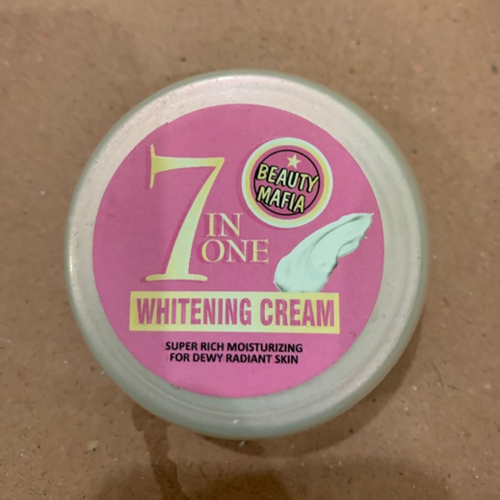 7
IN
ONE
BEAUTY
MAFIA
WHITENING CREAM
SUPER RICH MOISTURIZING
FOR DEWY RADIANT SKIN